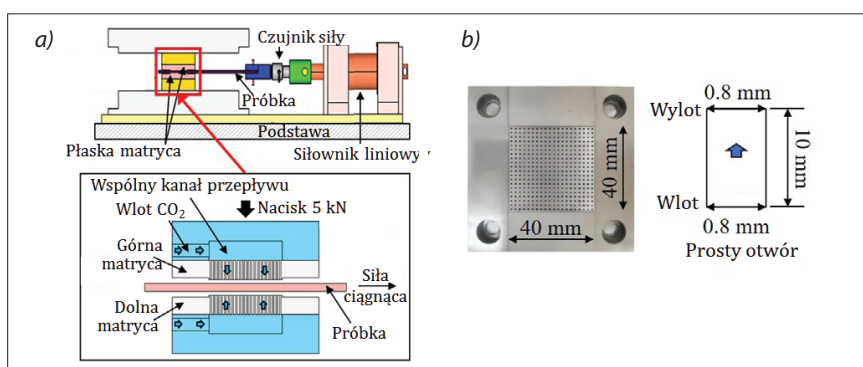 a)
Czujnik siły
Próbka
Podstawa
Płaska matryca
Siłownik liniowy
Wspólny kanał przepływu
Wlot CO₂
Nacisk 5 kN
Górna
matryca
Siła
ciągnąca
Dolna
matryca
Próbka
b)
0.8 mm
Wylot
10 mm
40 mm
Wlot
40 mm
0.8 mm
Prosty otwór